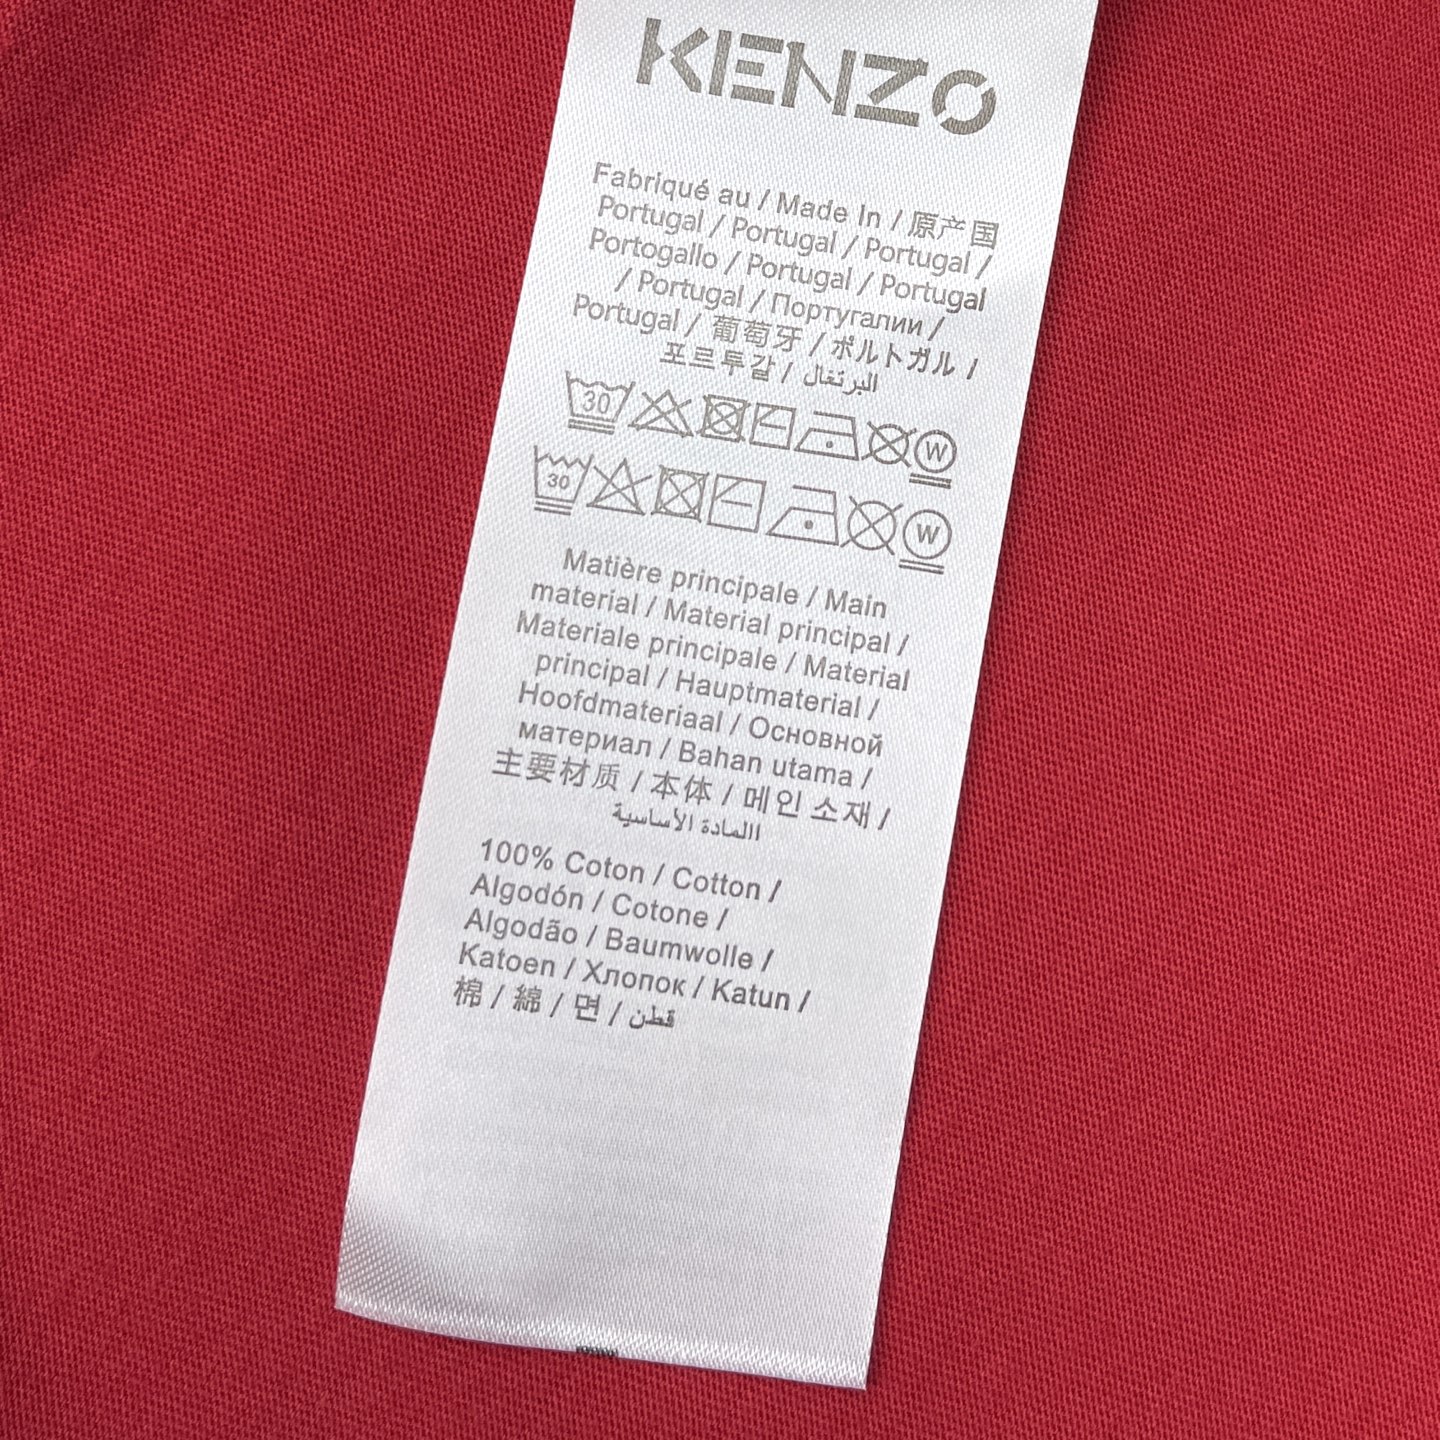 KENZO
Fabriqué au / Made In / 原产国
Portugal / Portugal / Portugal /
Portogallo / Portugal / Portugal
/ Portugal / Португалии /
Portugal / 葡萄牙 / ポルトガル /
포르투갈 / البرتغال
30 W
30 W
Matière principale / Main
material / Material principal /
Materiale principale / Material
principal / Hauptmaterial /
Hoofdmateriaal / Основной
материал / Bahan utama /
主要材质 / 本体 / 메인 소재 /
االمادة الأساسية
100% Coton / Cotton /
Algodón / Cotone /
Algodão / Baumwolle /
Katoen / Хлопок / Katun /
棉 / 綿 / 면 / قطن